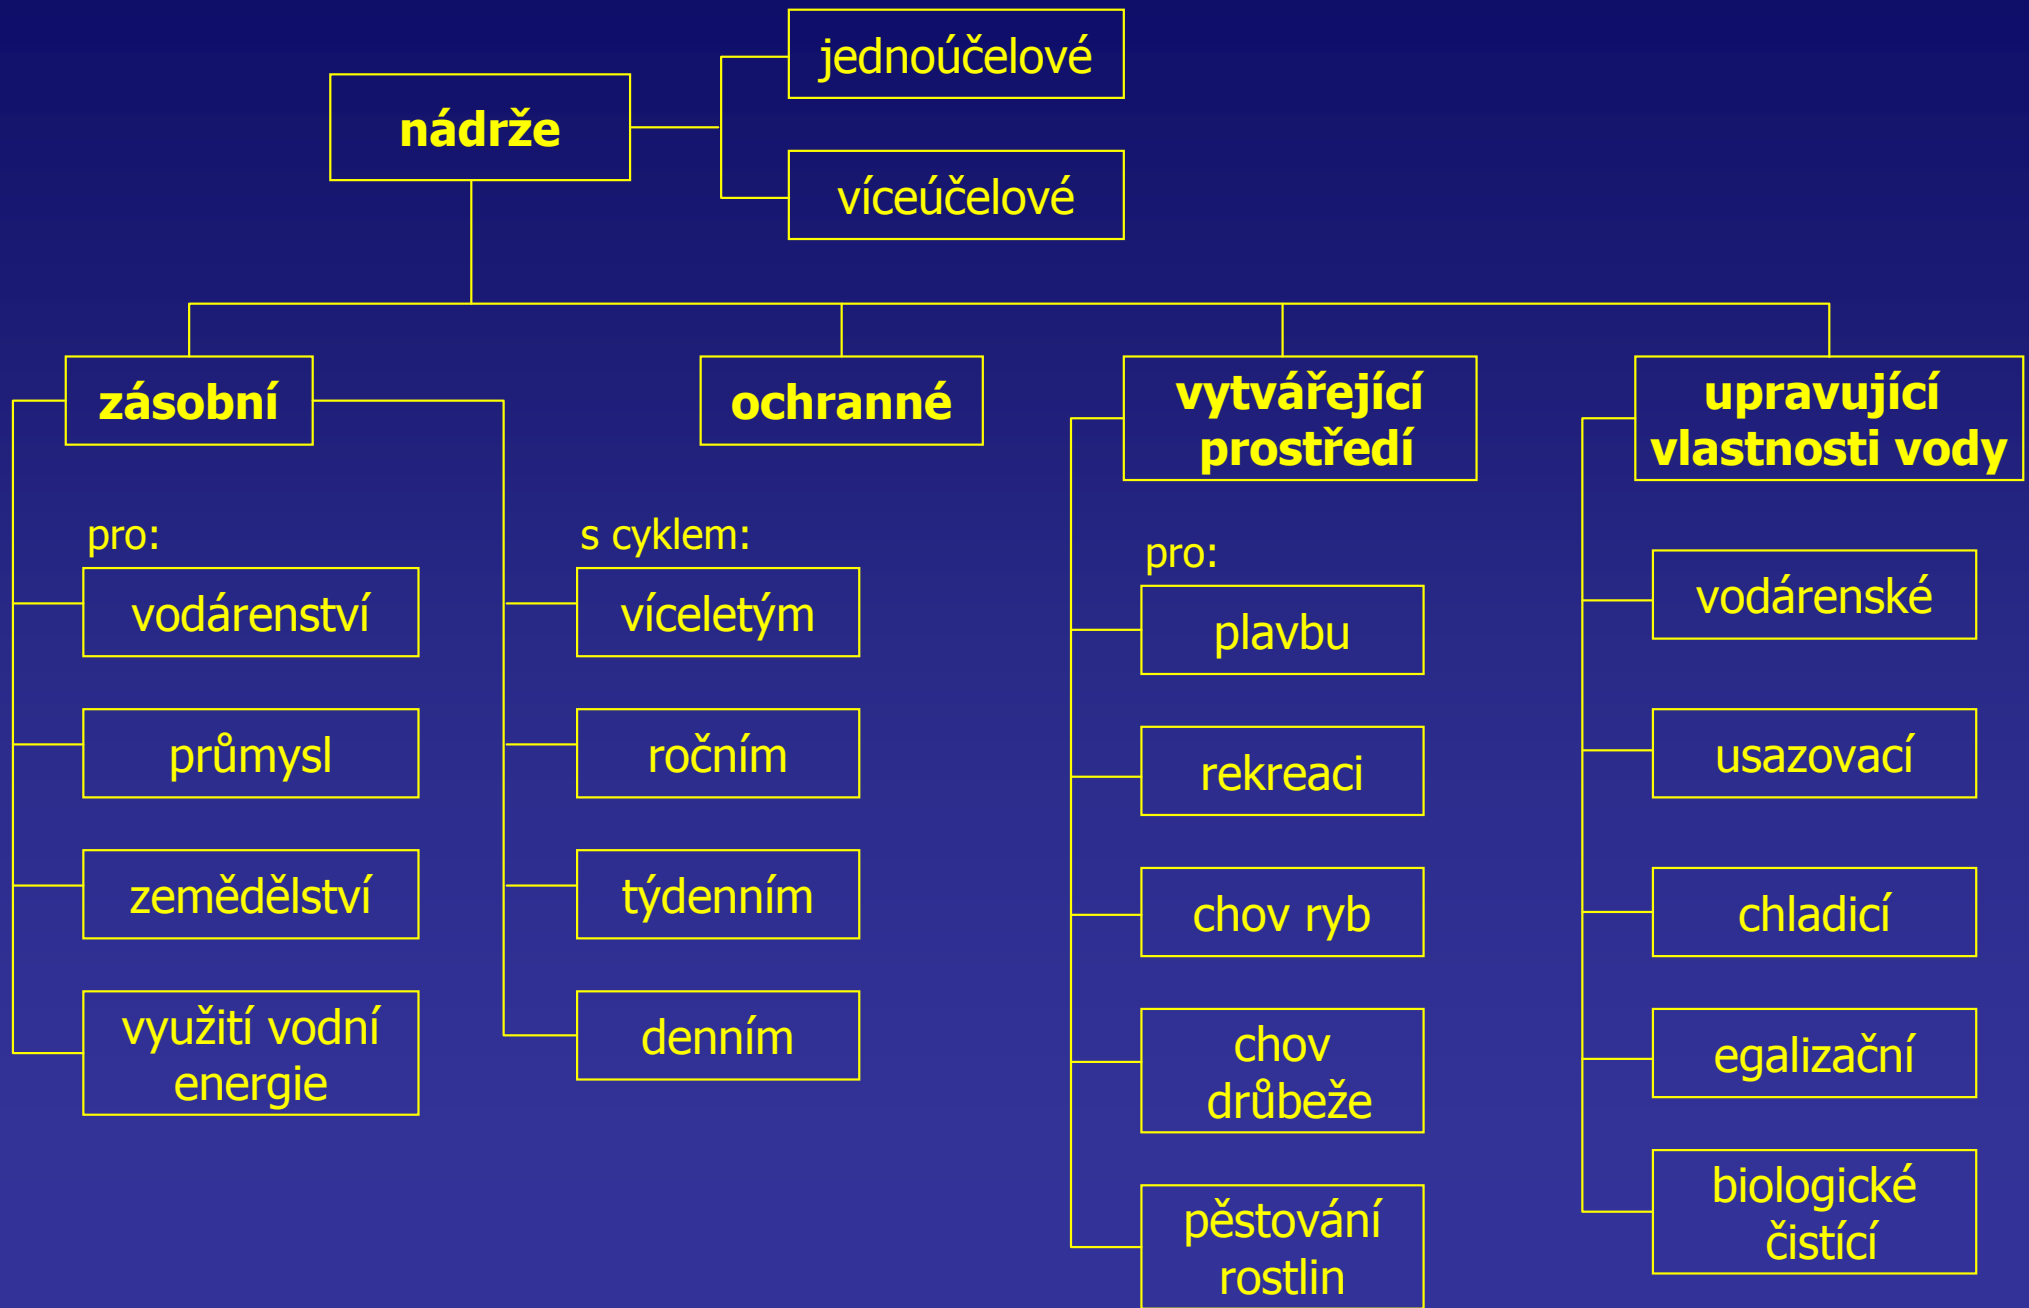 jednoúčelové
nádrže
víceúčelové
zásobní
ochranné
vytvářející
prostředí
upravující
vlastnosti vody
pro:
vodárenství
průmysl
zemědělství
využití vodní
energie
s cyklem:
víceletým
ročním
týdenním
denním
pro:
plavbu
rekreaci
chov ryb
chov
drůbeže
pěstování
rostlin
vodárenské
usazovací
chladicí
egalizační
biologické
čistící